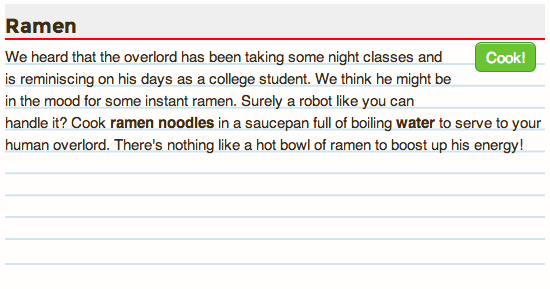 Ramen
We heard that the overlord has been taking some night classes and
Cook!
is reminiscing on his days as a college student. We think he might be
in the mood for some instant ramen. Surely a robot like you can
handle it? Cook ramen noodles in a saucepan full of boiling water to serve to your
human overlord. There's nothing like a hot bowl of ramen to boost up his energy!